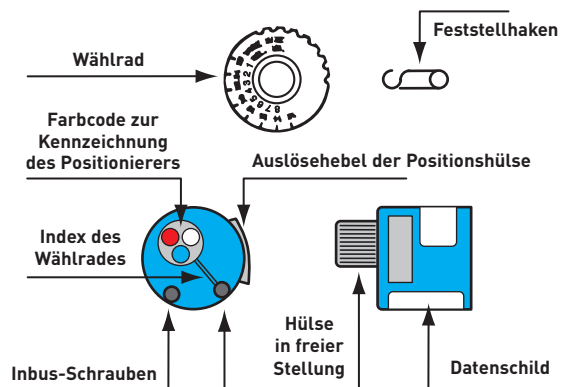 Feststellhaken
Wählrad
Farbcode zur
Kennzeichnung
des Positionierers
Auslösehebel der Positionshülse
Index des
Wählrades
Hülse
in freier
Stellung
Inbus-Schrauben
Datenschild